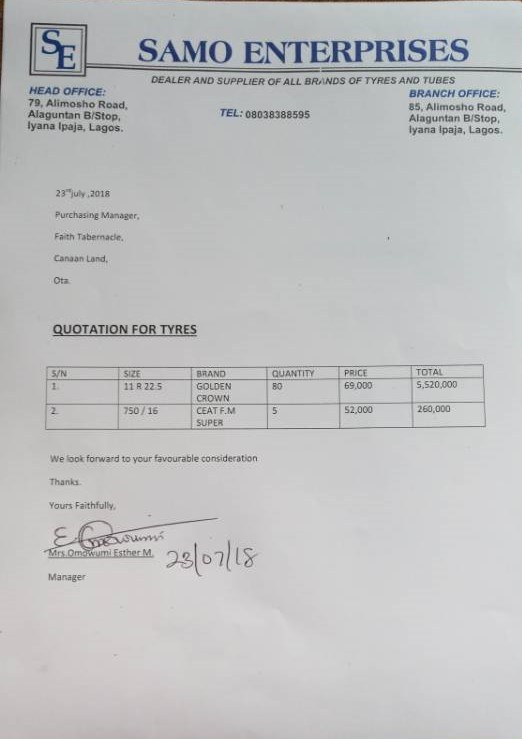 SE
SAMO ENTERPRISES
DEALER AND SUPPLIER OF ALL BRANDS OF TYRES AND TUBES
HEAD OFFICE:
79, Alimosho Road,
Alaguntan B/Stop,
Iyana Ipaja, Lagos.
TEL: 08038388595
BRANCH OFFICE:
85, Alimosho Road,
Alaguntan B/Stop,
Iyana Ipaja, Lagos.
23rd july ,2018
Purchasing Manager,
Faith Tabernacle,
Canaan Land,
Ota.
QUOTATION FOR TYRES
S/N SIZE BRAND QUANTITY PRICE TOTAL
1. 11 R 22.5 GOLDEN CROWN 80 69,000 5,520,000
2. 750 / 16 CEAT F.M SUPER 5 52,000 260,000
We look forward to your favourable consideration
Thanks.
Yours Faithfully,
E. Omowumi
Mrs.Omowumi Esther M. 23/07/18
Manager